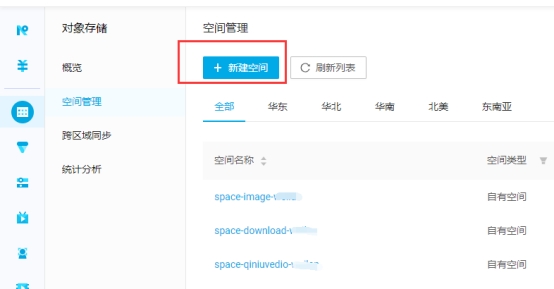 对象存储
概览
空间管理
跨区域同步
统计分析
空间管理
+ 新建空间
刷新列表
全部 华东 华北 华南 北美 东南亚
空间名称 空间类型
space-image- 自有空间
space-download- 自有空间
space-qiniuvedio- 自有空间